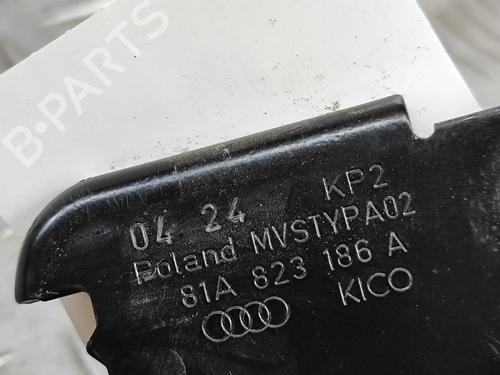 B-PARTS
04 24 KP2
Poland MVSTYPA02
81A 823 186 A
KICO